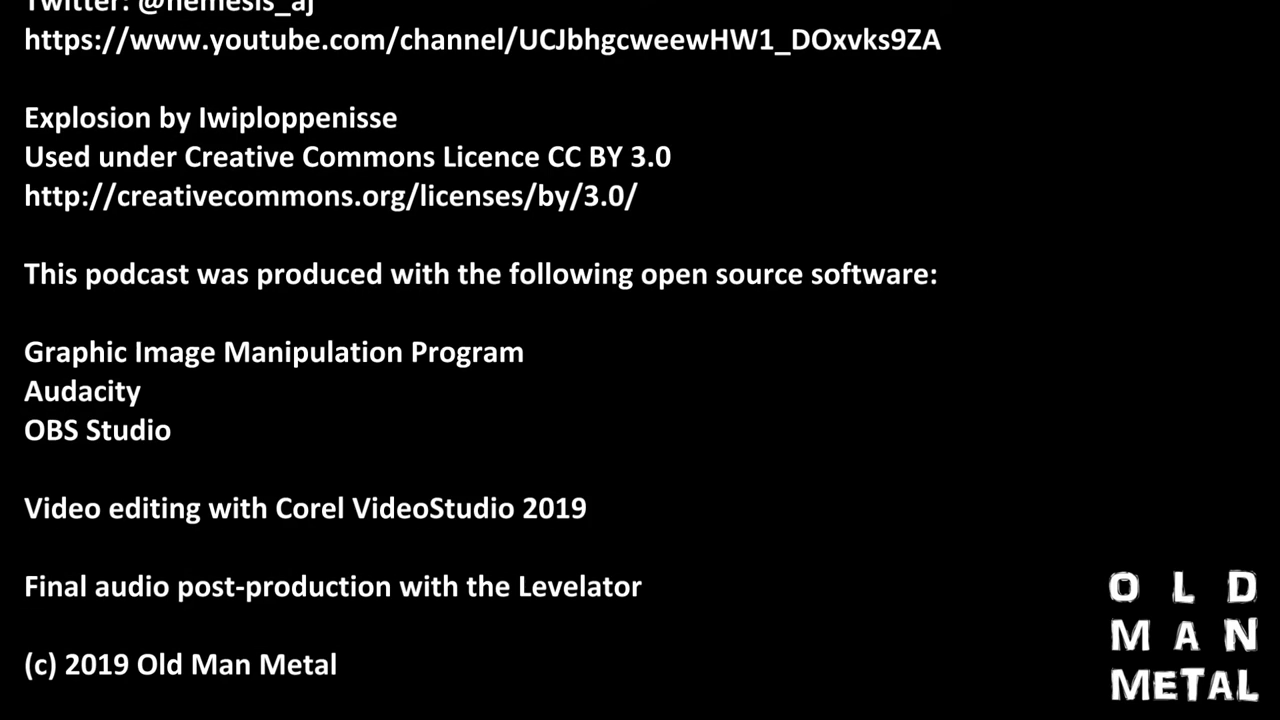 Twitter: @nemesis_aj
https://www.youtube.com/channel/UCJbhgcweewHW1_DOxvks9ZA
Explosion by Iwiploppenisse
Used under Creative Commons Licence CC BY 3.0
http://creativecommons.org/licenses/by/3.0/
This podcast was produced with the following open source software:
Graphic Image Manipulation Program
Audacity
OBS Studio
Video editing with Corel VideoStudio 2019
Final audio post-production with the Levelator
(c) 2019 Old Man Metal
OLD
MAN
METAL